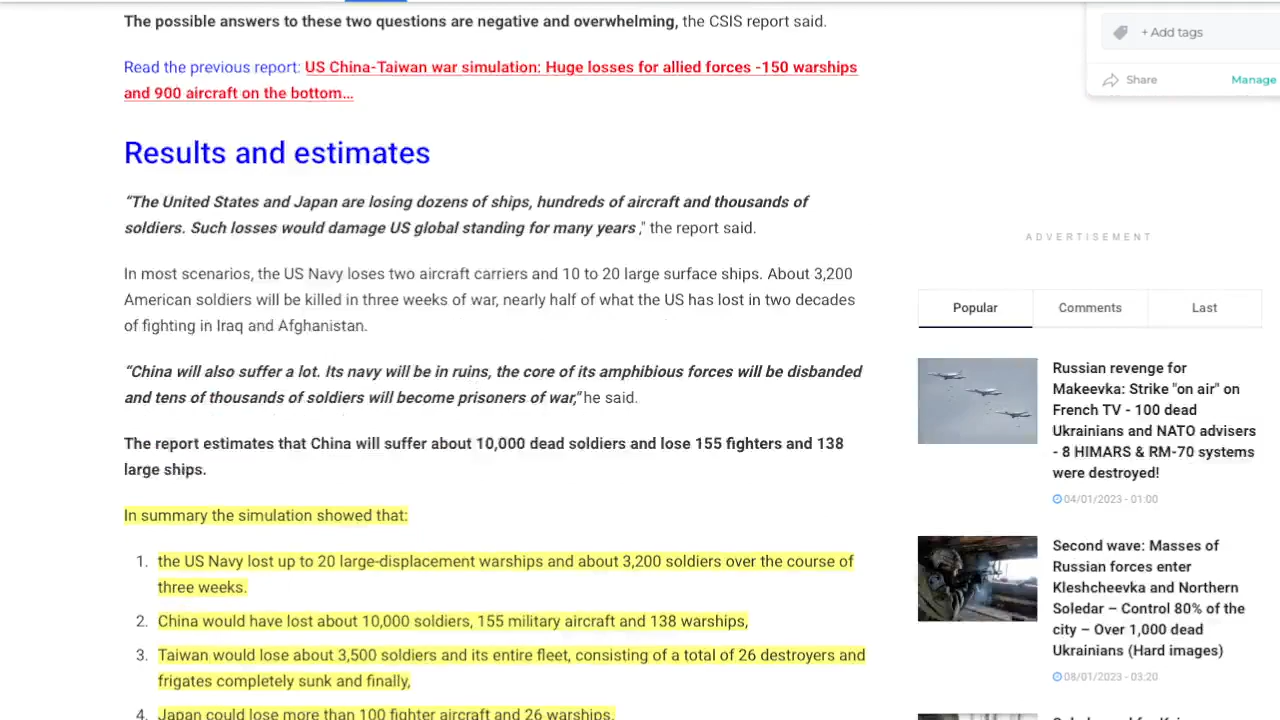 The possible answers to these two questions are negative and overwhelming, the CSIS report said.
Read the previous report: US China-Taiwan war simulation: Huge losses for allied forces -150 warships
and 900 aircraft on the bottom...
Results and estimates
“The United States and Japan are losing dozens of ships, hundreds of aircraft and thousands of
soldiers. Such losses would damage US global standing for many years ," the report said.
In most scenarios, the US Navy loses two aircraft carriers and 10 to 20 large surface ships. About 3,200
American soldiers will be killed in three weeks of war, nearly half of what the US has lost in two decades
of fighting in Iraq and Afghanistan.
“China will also suffer a lot. Its navy will be in ruins, the core of its amphibious forces will be disbanded
and tens of thousands of soldiers will become prisoners of war,” he said.
The report estimates that China will suffer about 10,000 dead soldiers and lose 155 fighters and 138
large ships.
In summary the simulation showed that:
1. the US Navy lost up to 20 large-displacement warships and about 3,200 soldiers over the course of
three weeks.
2. China would have lost about 10,000 soldiers, 155 military aircraft and 138 warships,
3. Taiwan would lose about 3,500 soldiers and its entire fleet, consisting of a total of 26 destroyers and
frigates completely sunk and finally,
4. Japan could lose more than 100 fighter aircraft and 26 warships.
+ Add tags
Share
Manage
ADVERTISEMENT
Popular
Comments
Last
Russian revenge for
Makeevka: Strike "on air" on
French TV - 100 dead
Ukrainians and NATO advisers
- 8 HIMARS & RM-70 systems
were destroyed!
04/01/2023 - 01:00
Second wave: Masses of
Russian forces enter
Kleshcheevka and Northern
Soledar – Control 80% of the
city – Over 1,000 dead
Ukrainians (Hard images)
08/01/2023 - 03:20